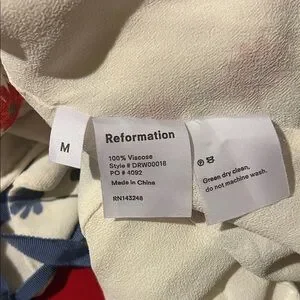 M
Reformation
100% Viscose
Style # DRW00018
PO # 4092
Made in China
RN143248
Green dry clean,
do not machine wash.